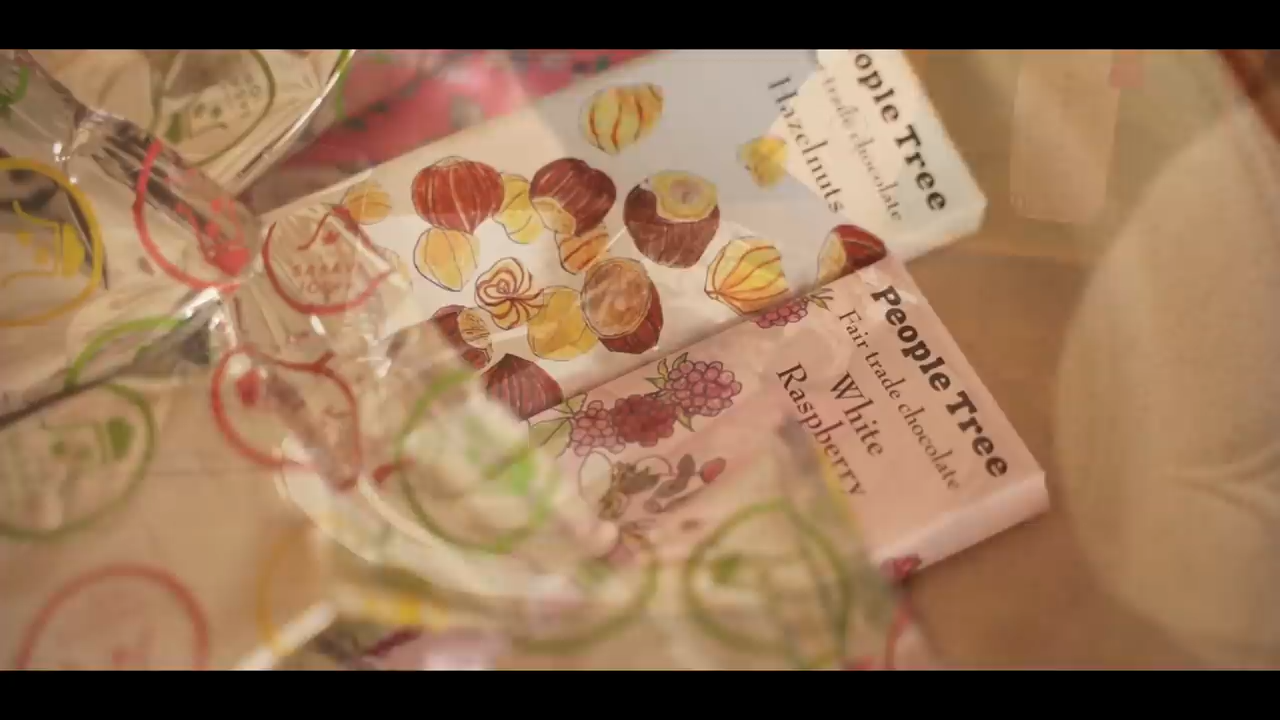 ople Tree
trade chocolate
Hazelnuts
People Tree
Fair trade chocolate
White
Raspberry